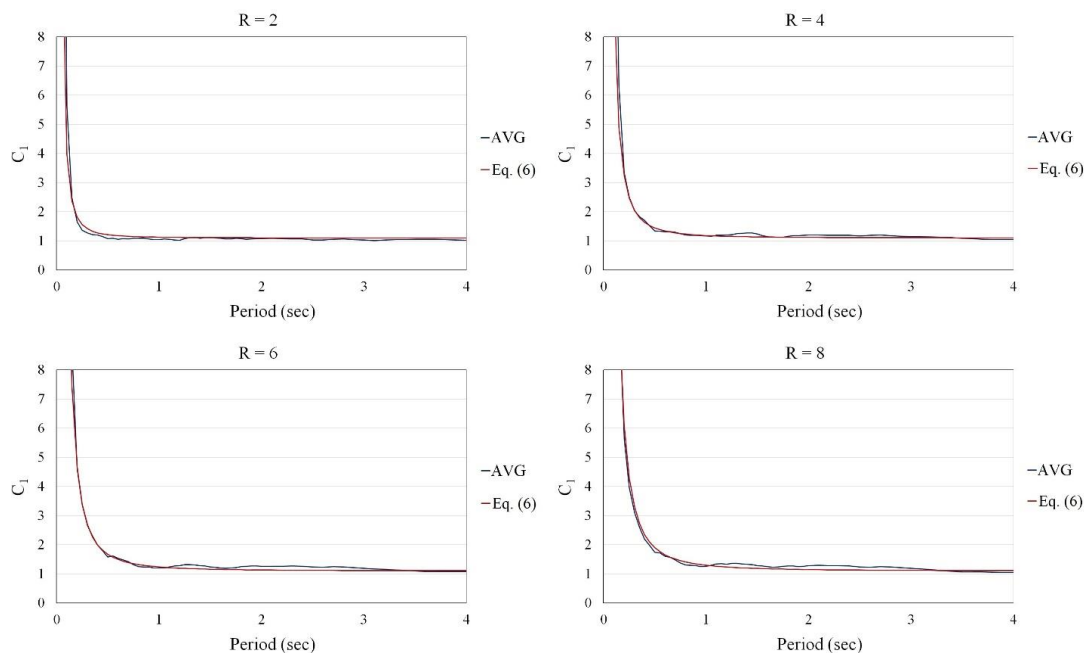 R = 2
8
7
6
5
4
3
2
1
0
C1
0 1 2 3 4
Period (sec)
AVG
Eq. (6)
R = 4
8
7
6
5
4
3
2
1
0
C1
0 1 2 3 4
Period (sec)
AVG
Eq. (6)
R = 6
8
7
6
5
4
3
2
1
0
C1
0 1 2 3 4
Period (sec)
AVG
Eq. (6)
R = 8
8
7
6
5
4
3
2
1
0
C1
0 1 2 3 4
Period (sec)
AVG
Eq. (6)